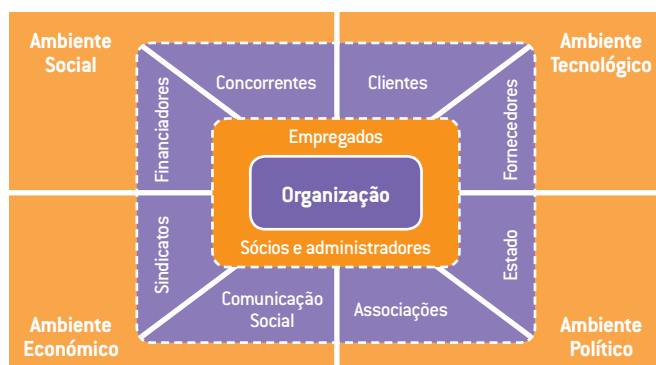 Ambiente
Social
Ambiente
Tecnológico
Concorrentes
Clientes
Financiadores
Fornecedores
Empregados
Organização
Sócios e administradores
Sindicatos
Estado
Comunicação
Social
Associações
Ambiente
Económico
Ambiente
Político